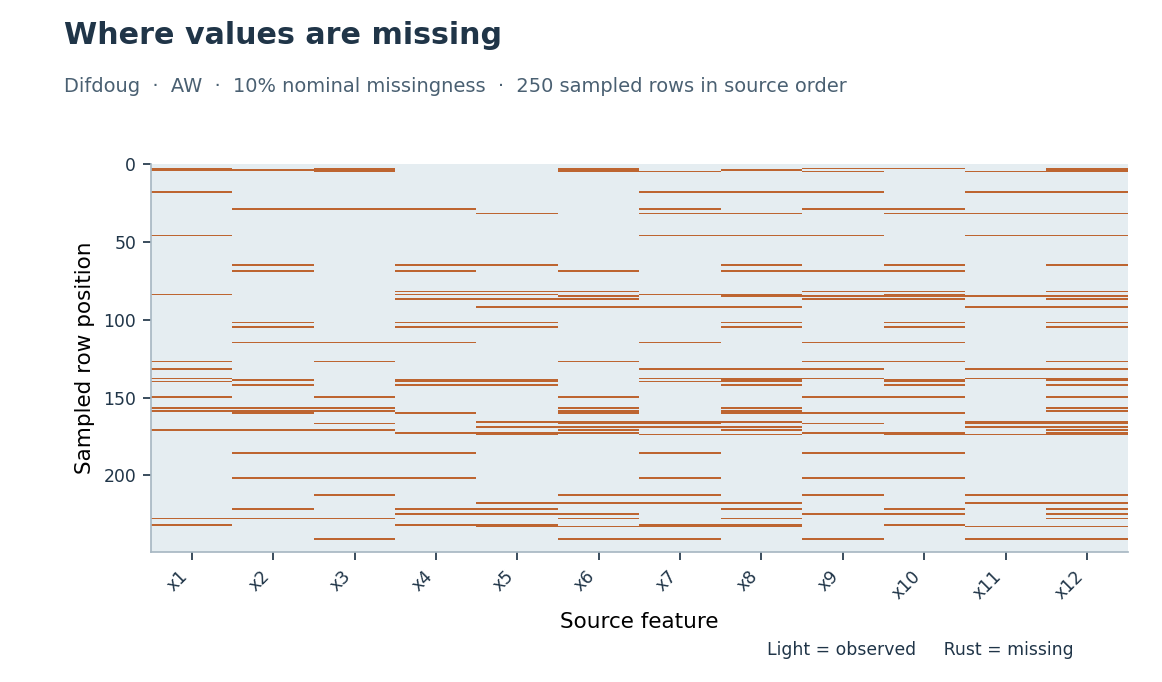 Where values are missing
Difdoug · AW · 10% nominal missingness · 250 sampled rows in source order
0
50
100
150
200
Sampled row position
x1 x2 x3 x4 x5 x6 x7 x8 x9 x10 x11 x12
Source feature
Light = observed Rust = missing